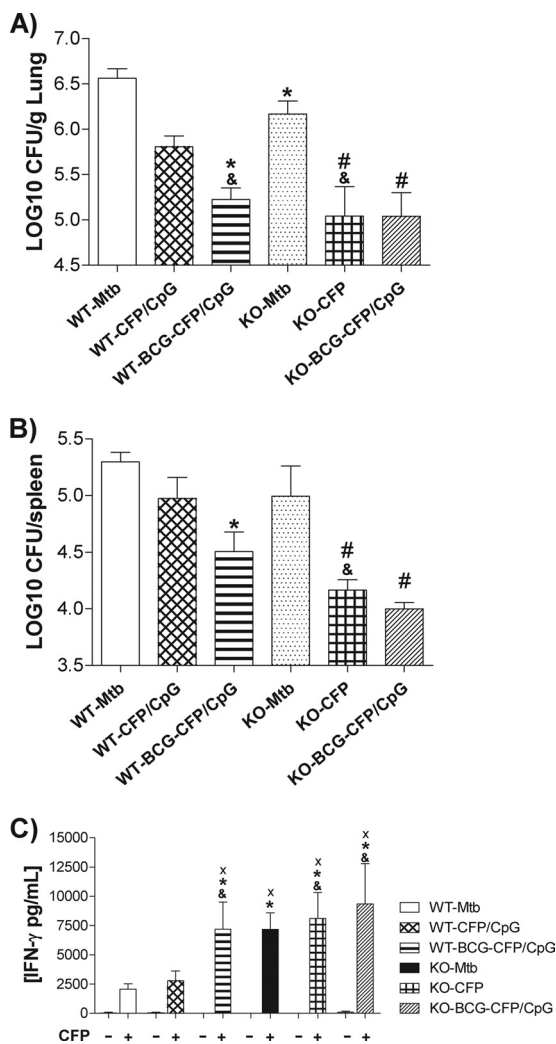 A)
LOG10 CFU/g Lung
6.5
7.0
6.0
5.5
5.0
4.5
*
&
*
#
&
#
WT-Mtb
WT-CFP/CpG
WT-BCG-CFP/CpG
KO-Mtb
KO-CFP
KO-BCG-CFP/CpG
B)
LOG10 CFU/spleen
5.5
5.0
4.5
4.0
3.5
*
#
&
#
WT-Mtb
WT-CFP/CpG
WT-BCG-CFP/CpG
KO-Mtb
KO-CFP
KO-BCG-CFP/CpG
C)
[IFN-γ pg/mL]
15000
12500
10000
7500
5000
2500
0
x
*
&
x
*
x
*
&
x
*
&
WT-Mtb
WT-CFP/CpG
WT-BCG-CFP/CpG
KO-Mtb
KO-CFP
KO-BCG-CFP/CpG
CFP - + - + - + - + - + - +